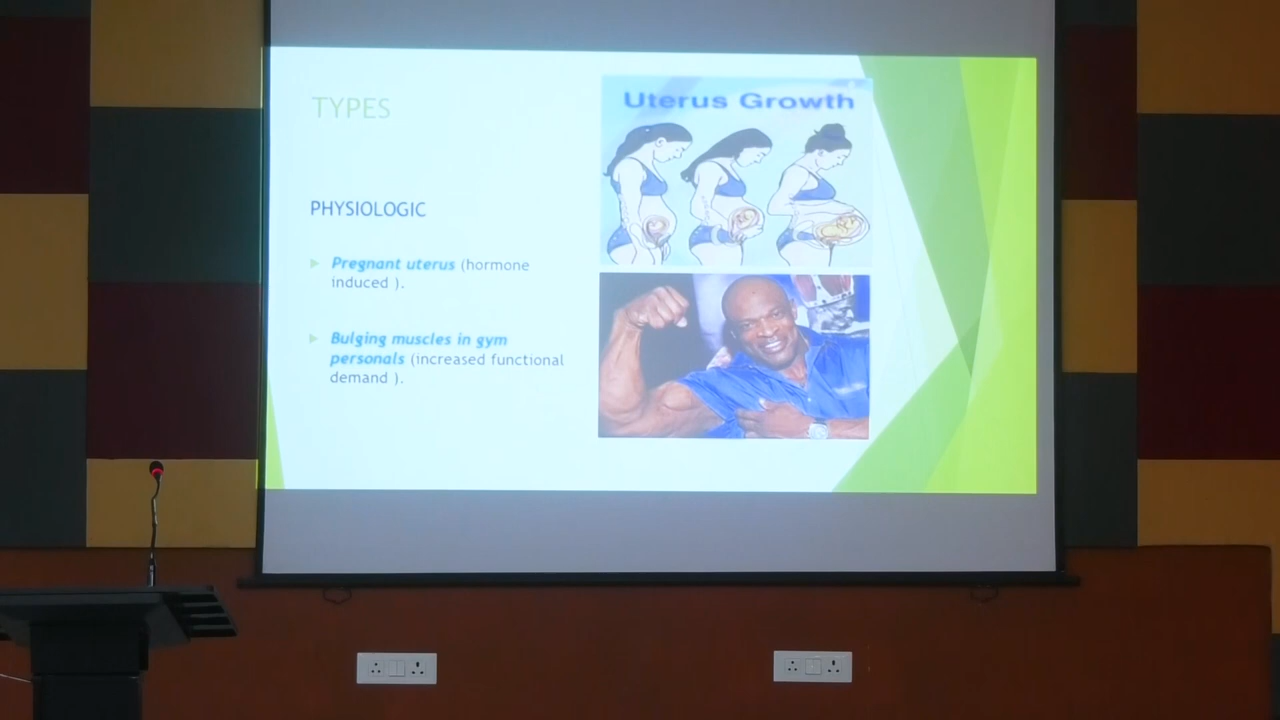 TYPES
PHYSIOLOGIC
Pregnant uterus (hormone
induced ).
Bulging muscles in gym
personals (increased functional
demand ).
Uterus Growth